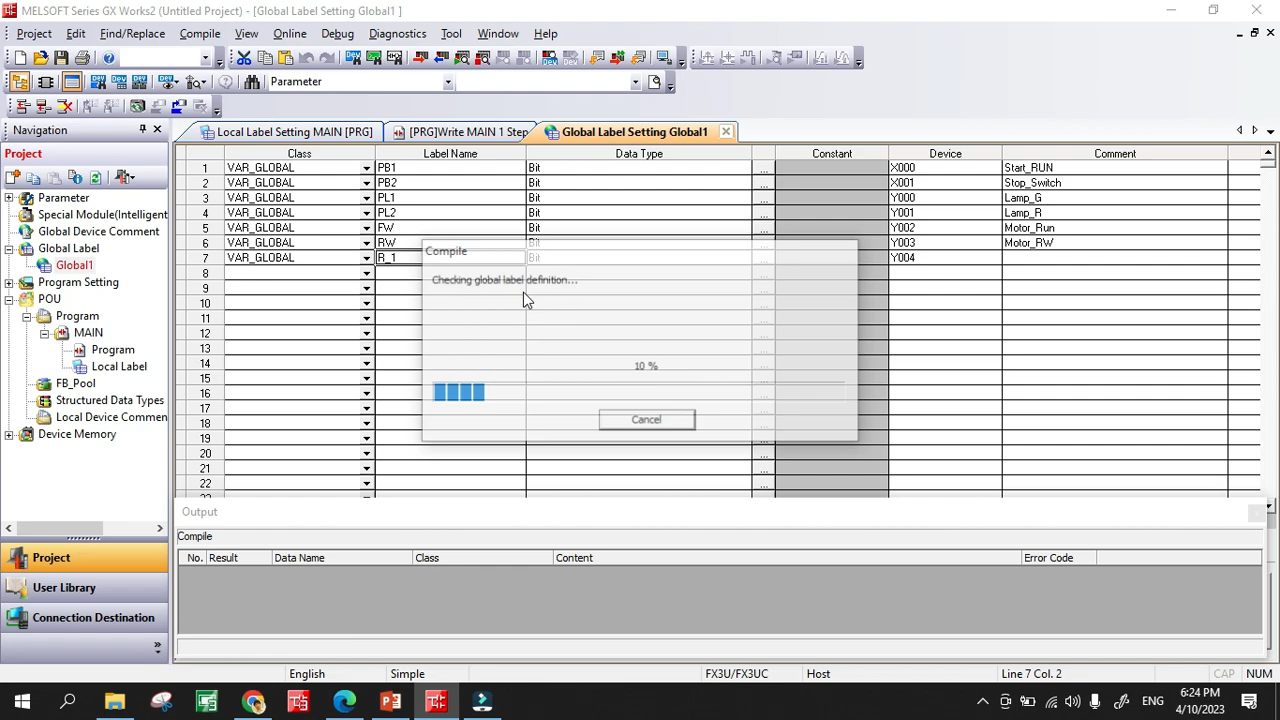 MELSOFT Series GX Works2 (Untitled Project) - [Global Label Setting Global1 ]
Project Edit Find/Replace Compile View Online Debug Diagnostics Tool Window Help
Parameter
Navigation
Local Label Setting MAIN [PRG] [PRG]Write MAIN 1 Step Global Label Setting Global1
Project
Class Label Name Data Type Constant Device Comment
1 VAR_GLOBAL PB1 Bit ... X000 Start_RUN
2 VAR_GLOBAL PB2 Bit ... X001 Stop_Switch
3 VAR_GLOBAL PL1 Bit ... Y000 Lamp_G
4 VAR_GLOBAL PL2 Bit ... Y001 Lamp_R
5 VAR_GLOBAL FW Bit ... Y002 Motor_Run
6 VAR_GLOBAL RW Bit ... Y003 Motor_RW
7 VAR_GLOBAL R_1 Bit ... Y004
8
9
10
11
12
13
14
15
16
17
18
19
20
21
22
Parameter
Special Module(Intelligent
Global Device Comment
Global Label
Global1
Program Setting
POU
Program
MAIN
Program
Local Label
FB_Pool
Structured Data Types
Local Device Commen
Device Memory
Compile
Checking global label definition...
10 %
Cancel
Output
Compile
No. Result Data Name Class Content Error Code
Project
User Library
Connection Destination
English Simple FX3U/FX3UC Host Line 7 Col. 2 CAP NUM
ENG 6:24 PM
4/10/2023